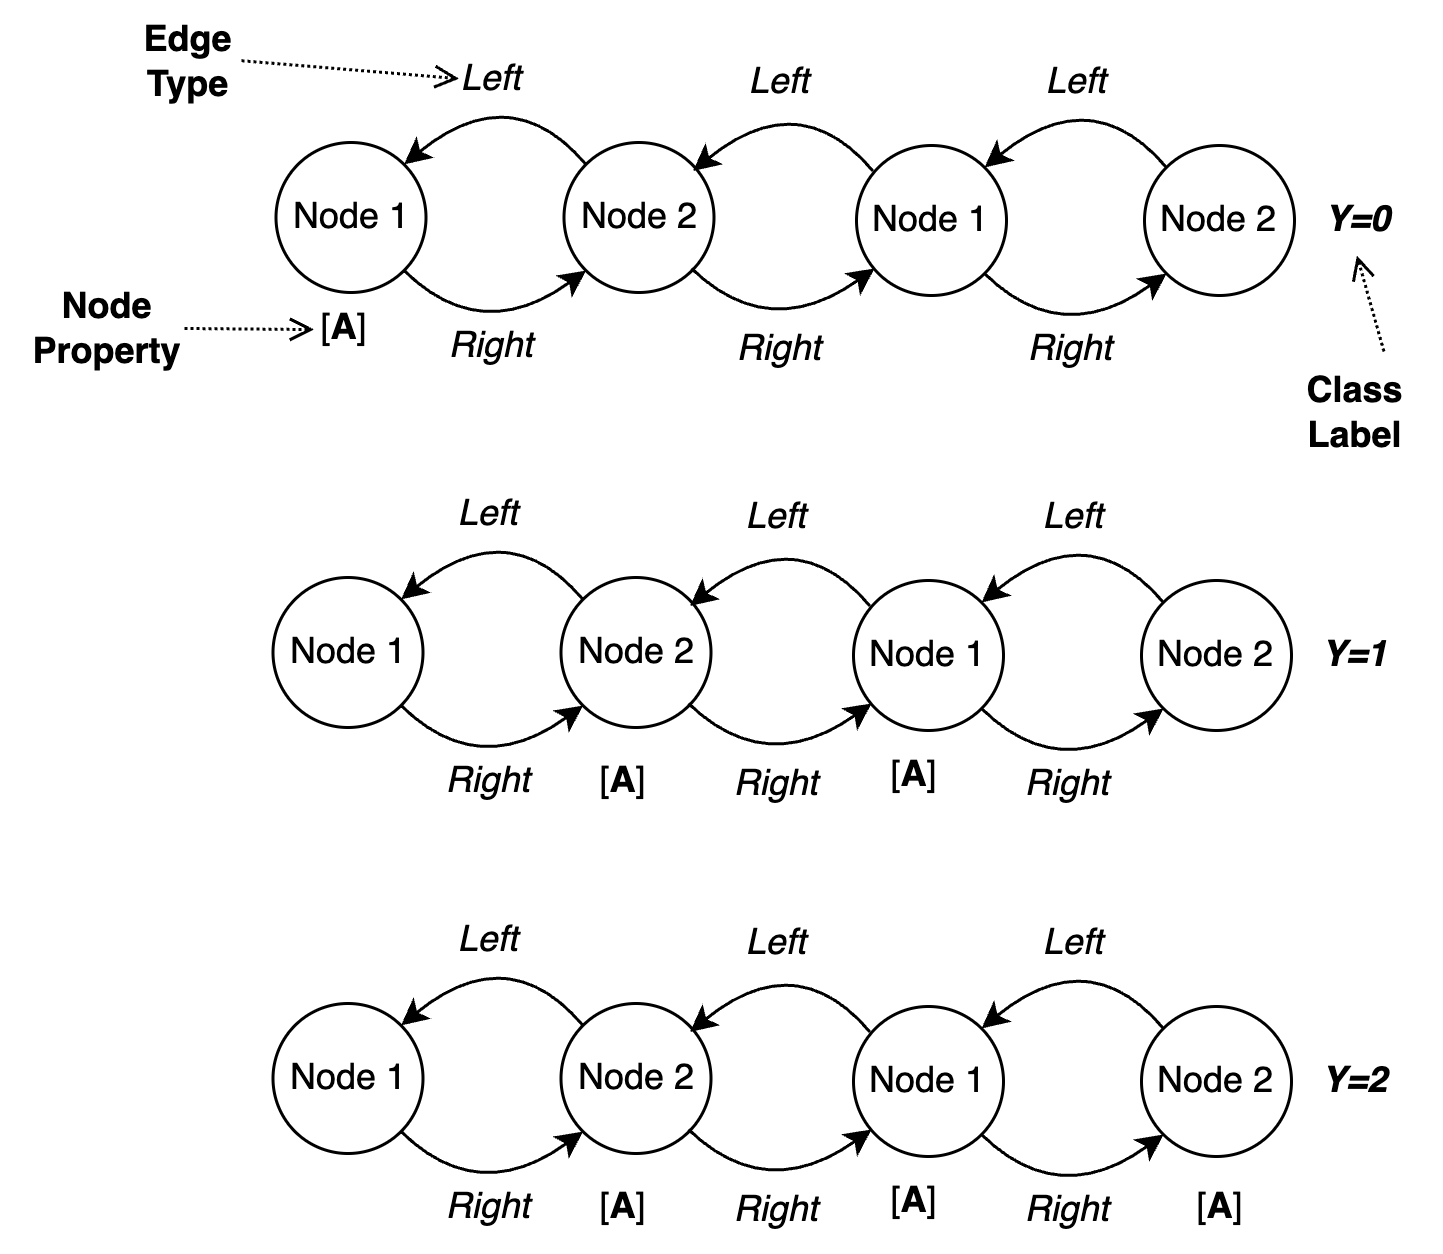 Edge
Type
Left
Left
Left
Node 1
Node 2
Node 1
Node 2
Y=0
Node
Property
[A]
Right
Right
Right
Class
Label
Left
Left
Left
Node 1
Node 2
Node 1
Node 2
Y=1
Right
[A]
Right
[A]
Right
Left
Left
Left
Node 1
Node 2
Node 1
Node 2
Y=2
Right
[A]
Right
[A]
Right
[A]